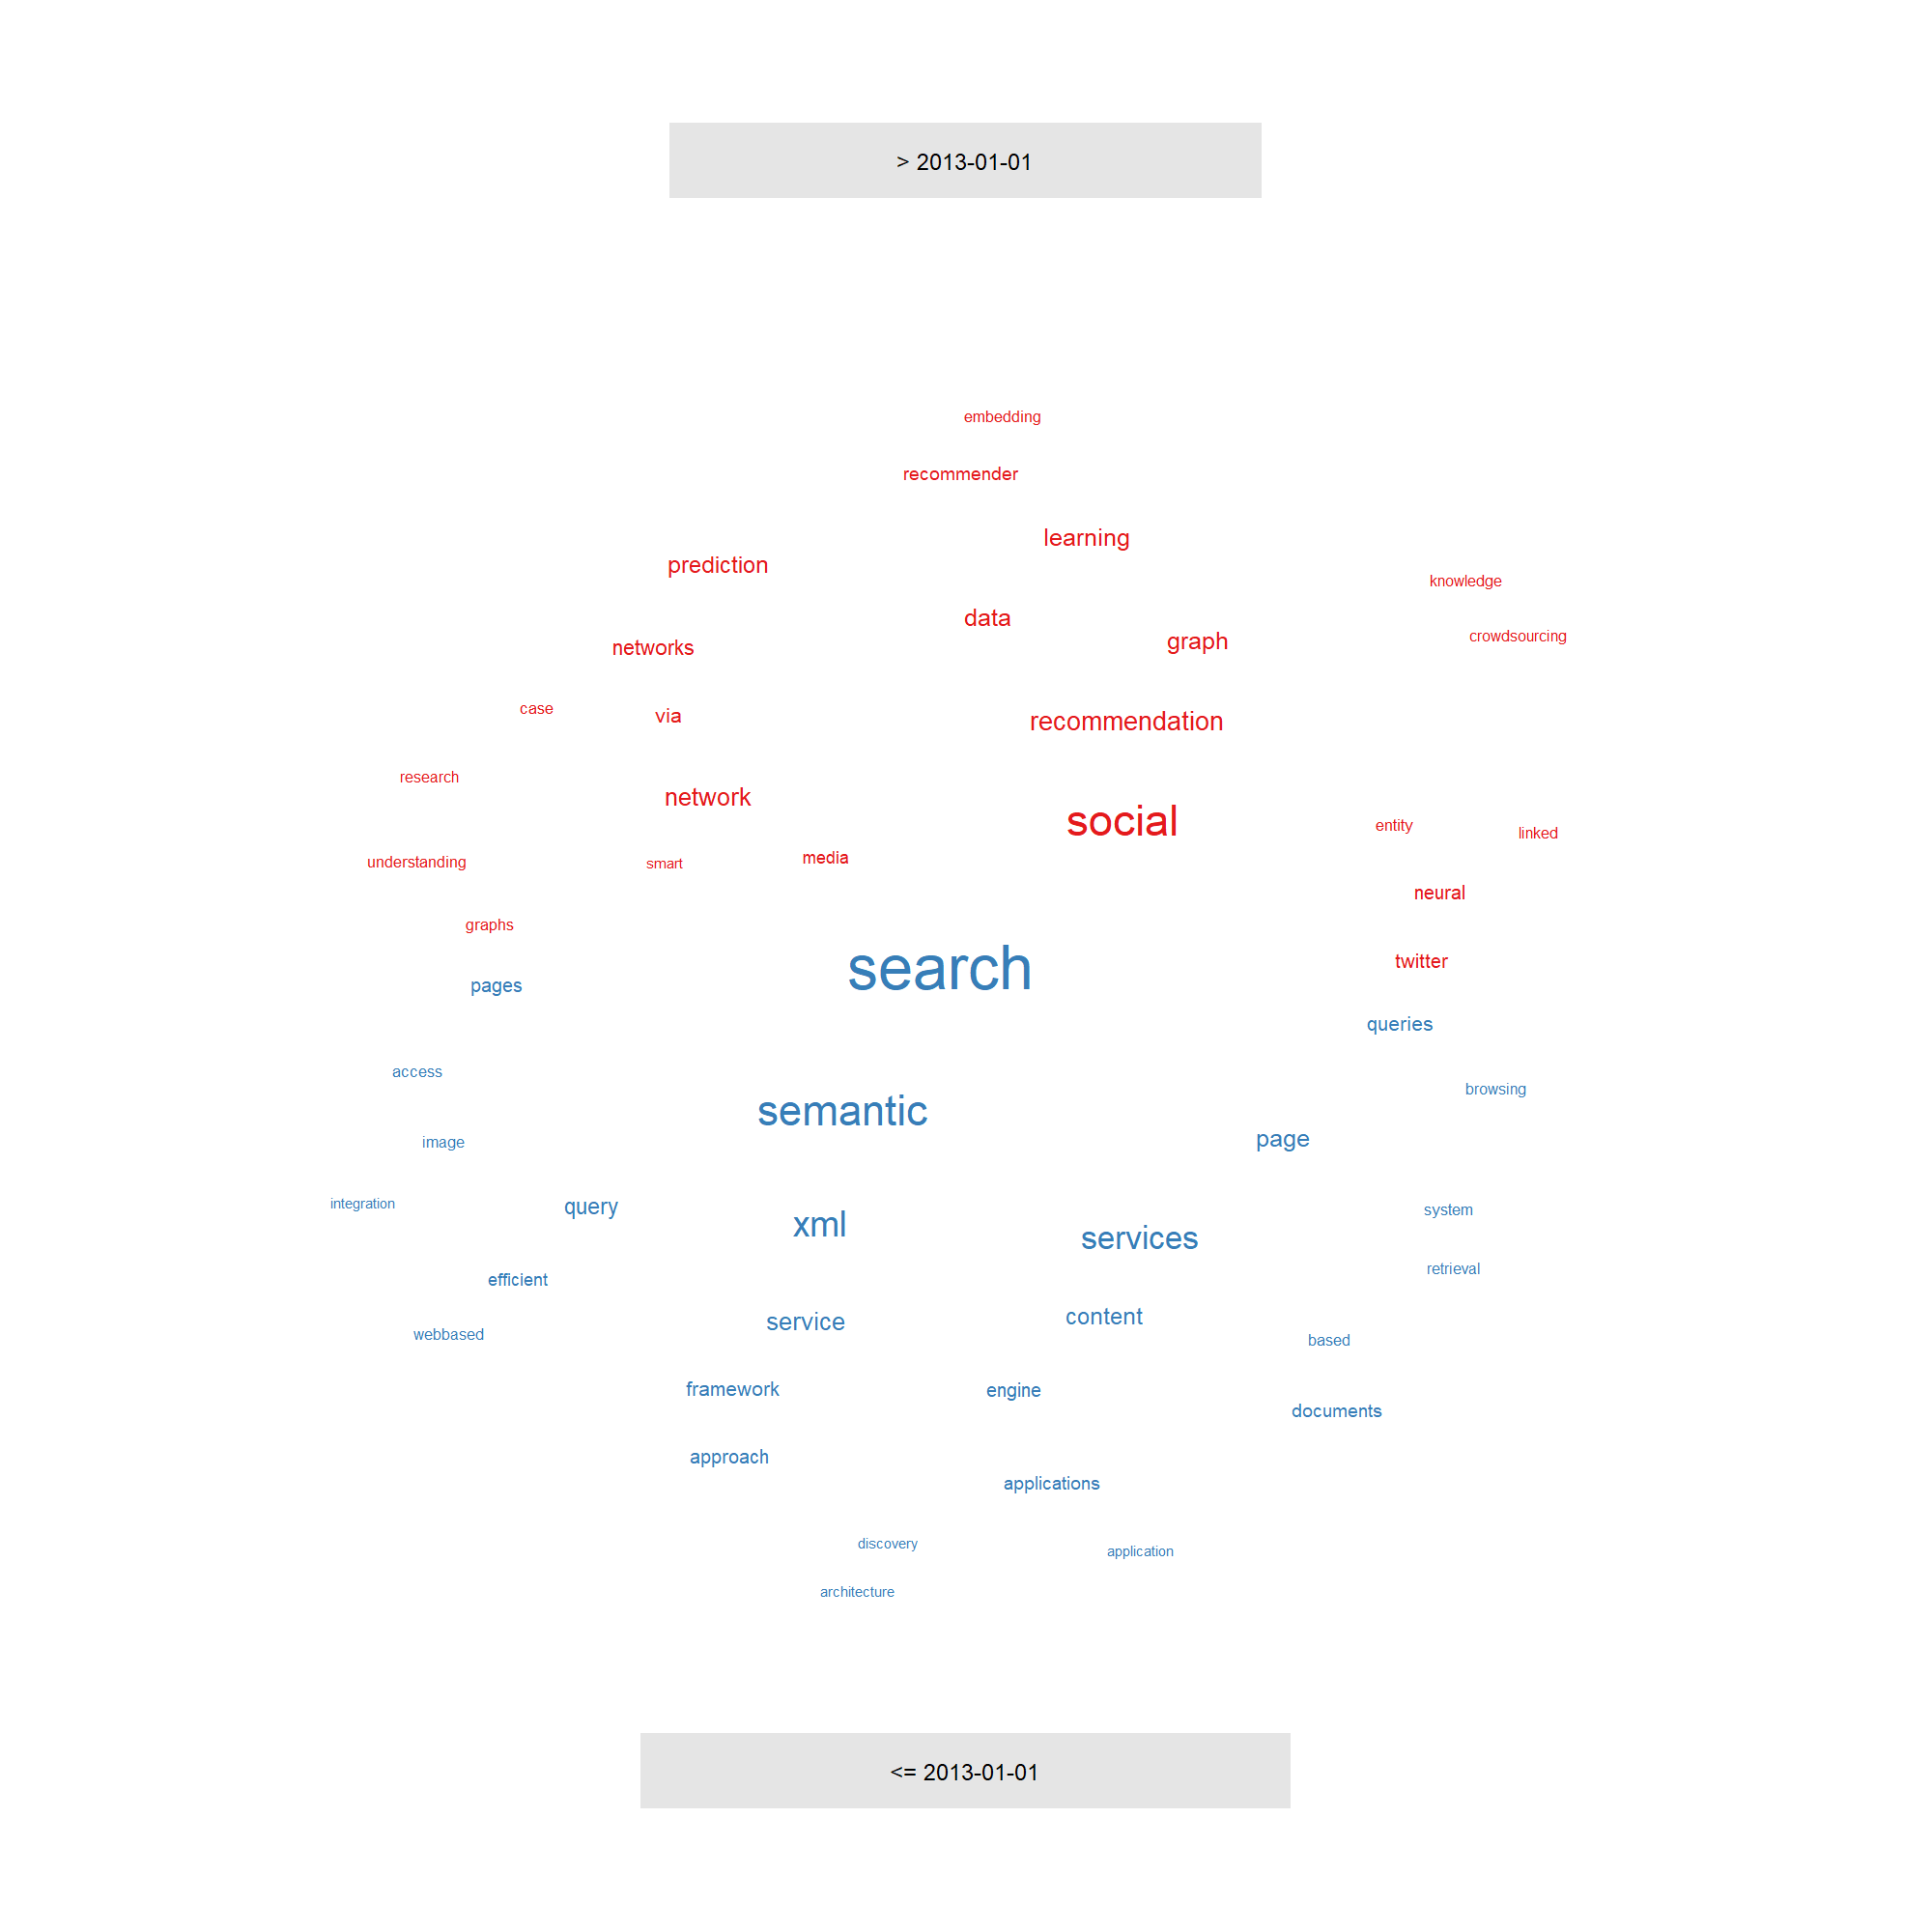 > 2013-01-01
embedding
recommender
learning
prediction
knowledge
data
crowdsourcing
graph
networks
case
via
recommendation
research
network
social
entity
linked
media
understanding
smart
neural
graphs
twitter
search
pages
queries
access
browsing
semantic
page
image
integration
query
system
xml
services
retrieval
efficient
content
service
webbased
based
framework
engine
documents
approach
applications
discovery
application
architecture
<= 2013-01-01